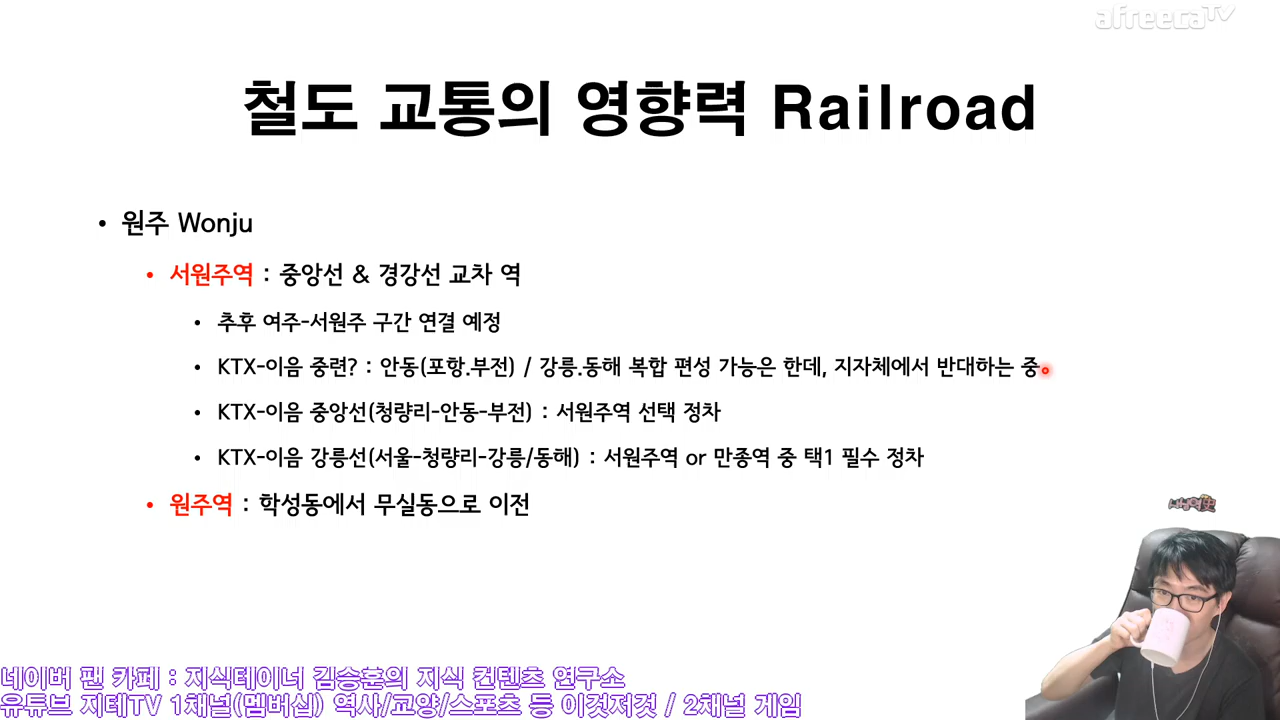 afreecaTV
철도 교통의 영향력 Railroad
• 원주 Wonju
• 서원주역 : 중앙선 & 경강선 교차 역
• 추후 여주-서원주 구간 연결 예정
• KTX-이음 중련? : 안동(포항.부전) / 강릉.동해 복합 편성 가능은 한데, 지자체에서 반대하는 중.
• KTX-이음 중앙선(청량리-안동-부전) : 서원주역 선택 정차
• KTX-이음 강릉선(서울-청량리-강릉/동해) : 서원주역 or 만종역 중 택1 필수 정차
• 원주역 : 학성동에서 무실동으로 이전
네이버 팬 카페 : 지식테이너 김승훈의 지식 컨텐츠 연구소
유튜브 지테TV 1채널(멤버십) 역사/교양/스포츠 등 이것저것 / 2채널 게임